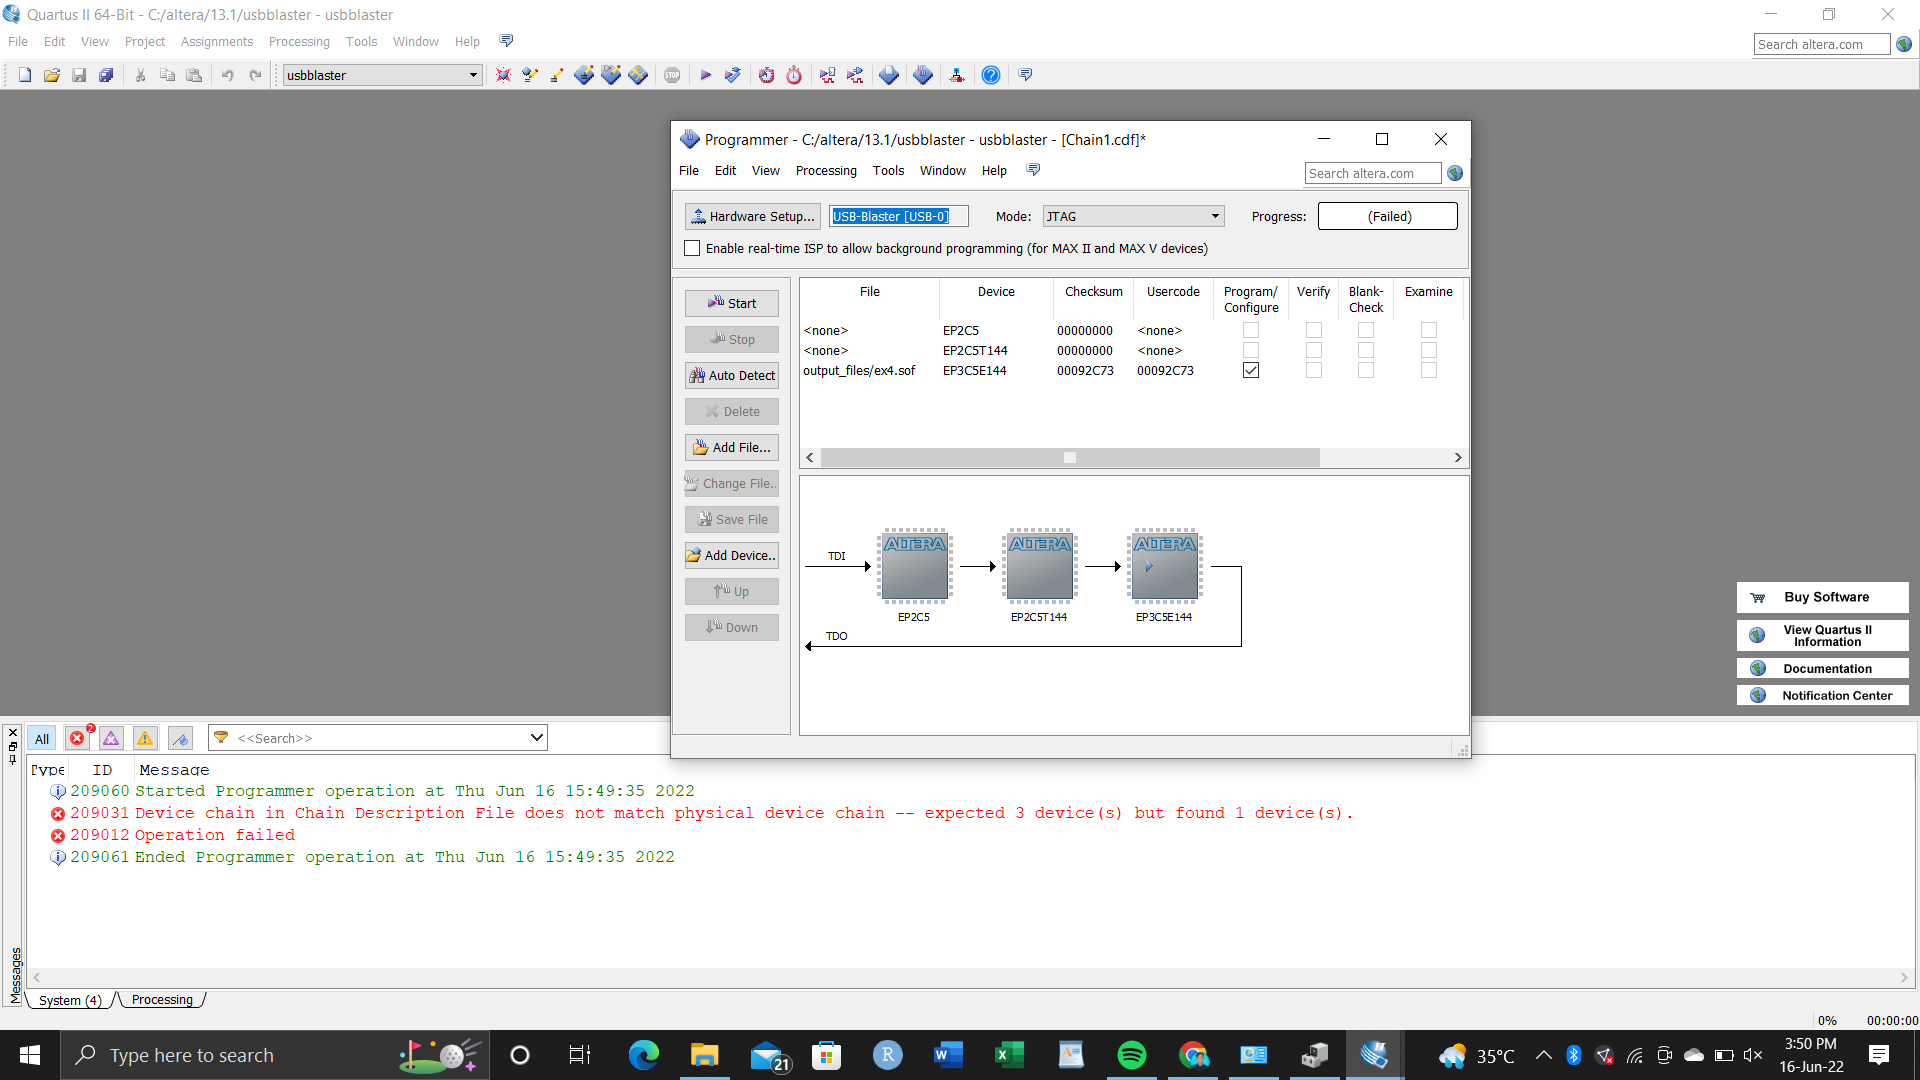 Quartus II 64-Bit - C:/altera/13.1/usbblaster - usbblaster
File Edit View Project Assignments Processing Tools Window Help
Search altera.com
usbblaster
STOP
Programmer - C:/altera/13.1/usbblaster - usbblaster - [Chain1.cdf]*
File Edit View Processing Tools Window Help
Search altera.com
Hardware Setup... USB-Blaster [USB-0] Mode: JTAG Progress: (Failed)
Enable real-time ISP to allow background programming (for MAX II and MAX V devices)
Start
Stop
Auto Detect
Delete
Add File...
Change File..
Save File
Add Device..
Up
Down
File Device Checksum Usercode Program/ Configure Verify Blank- Check Examine
<none> EP2C5 00000000 <none>
<none> EP2C5T144 00000000 <none>
output_files/ex4.sof EP3C5E144 00092C73 00092C73
ALTERA ALTERA ALTERA
TDI
EP2C5 EP2C5T144 EP3C5E144
TDO
Buy Software
View Quartus II
Information
Documentation
Notification Center
All 2 <<Search>>
Type ID Message
209060 Started Programmer operation at Thu Jun 16 15:49:35 2022
209031 Device chain in Chain Description File does not match physical device chain -- expected 3 device(s) but found 1 device(s).
209012 Operation failed
209061 Ended Programmer operation at Thu Jun 16 15:49:35 2022
Messages
System (4) Processing
0% 00:00:00
Type here to search
21
35°C
3:50 PM
16-Jun-22